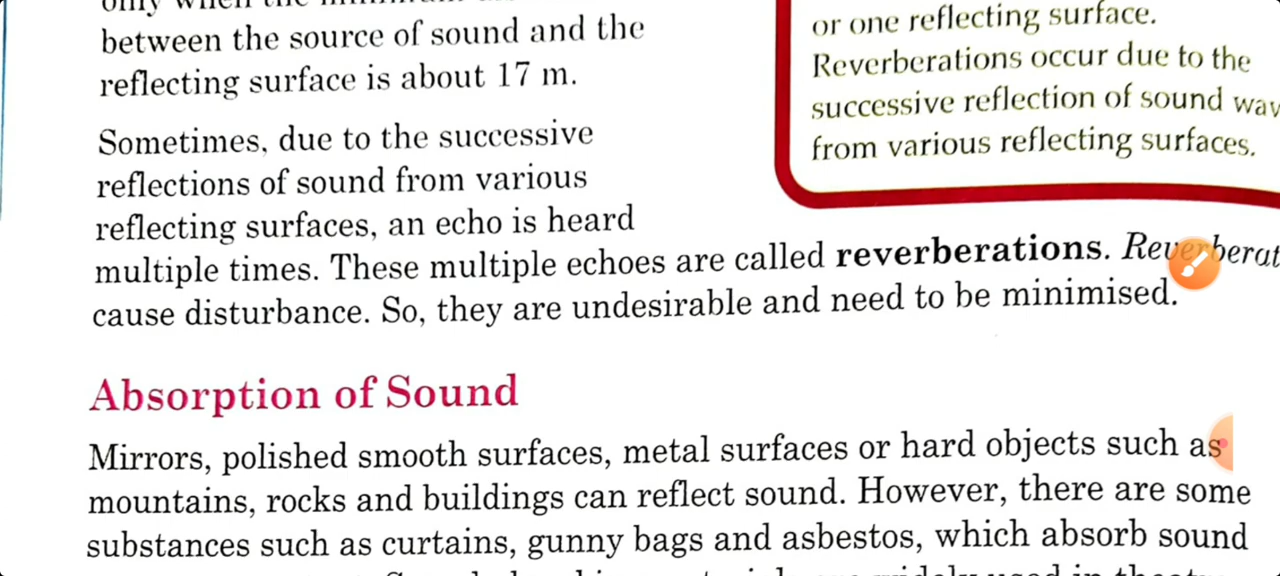 between the source of sound and the
reflecting surface is about 17 m.
Sometimes, due to the successive
reflections of sound from various
reflecting surfaces, an echo is heard
multiple times. These multiple echoes are called reverberations.
cause disturbance. So, they are undesirable and need to be minimised.
or one reflecting surface.
Reverberations occur due to the
successive reflection of sound wav
from various reflecting surfaces.
Absorption of Sound
Mirrors, polished smooth surfaces, metal surfaces or hard objects such as
mountains, rocks and buildings can reflect sound. However, there are some
substances such as curtains, gunny bags and asbestos, which absorb sound